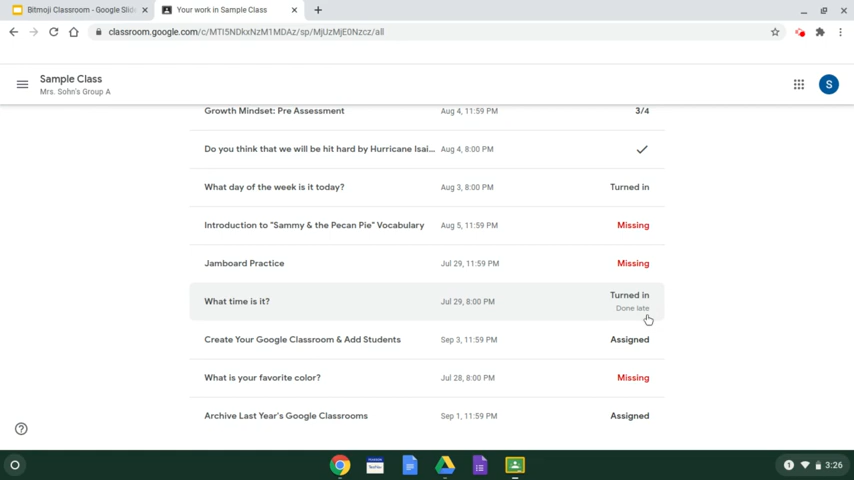 Bitmoji Classroom - Google Slide
Your work in Sample Class
classroom.google.com/c/MTI5NDkxNzM1MDAz/sp/MjUzMjE0Nzcz/all
Sample Class
Mrs. Sohn's Group A
S
Growth Mindset: Pre Assessment Aug 4, 11:59 PM 3/4
Do you think that we will be hit hard by Hurricane Isai... Aug 4, 8:00 PM
What day of the week is it today? Aug 3, 8:00 PM Turned in
Introduction to "Sammy & the Pecan Pie" Vocabulary Aug 5, 11:59 PM Missing
Jamboard Practice Jul 29, 11:59 PM Missing
What time is it? Jul 29, 8:00 PM Turned in
Done late
Create Your Google Classroom & Add Students Sep 3, 11:59 PM Assigned
What is your favorite color? Jul 28, 8:00 PM Missing
Archive Last Year's Google Classrooms Sep 1, 11:59 PM Assigned
1 3:26